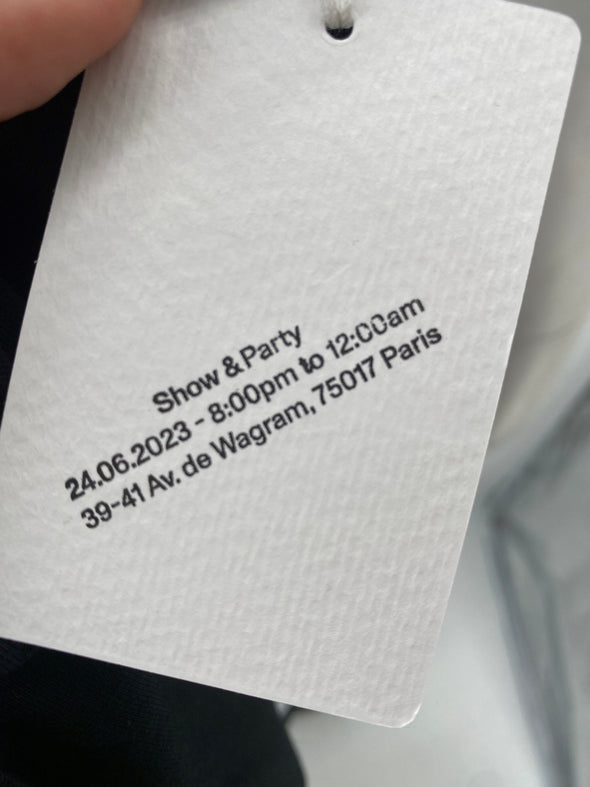 Show & Party
24.06.2023 - 8:00pm to 12:00am
39-41 Av. de Wagram, 75017 Paris